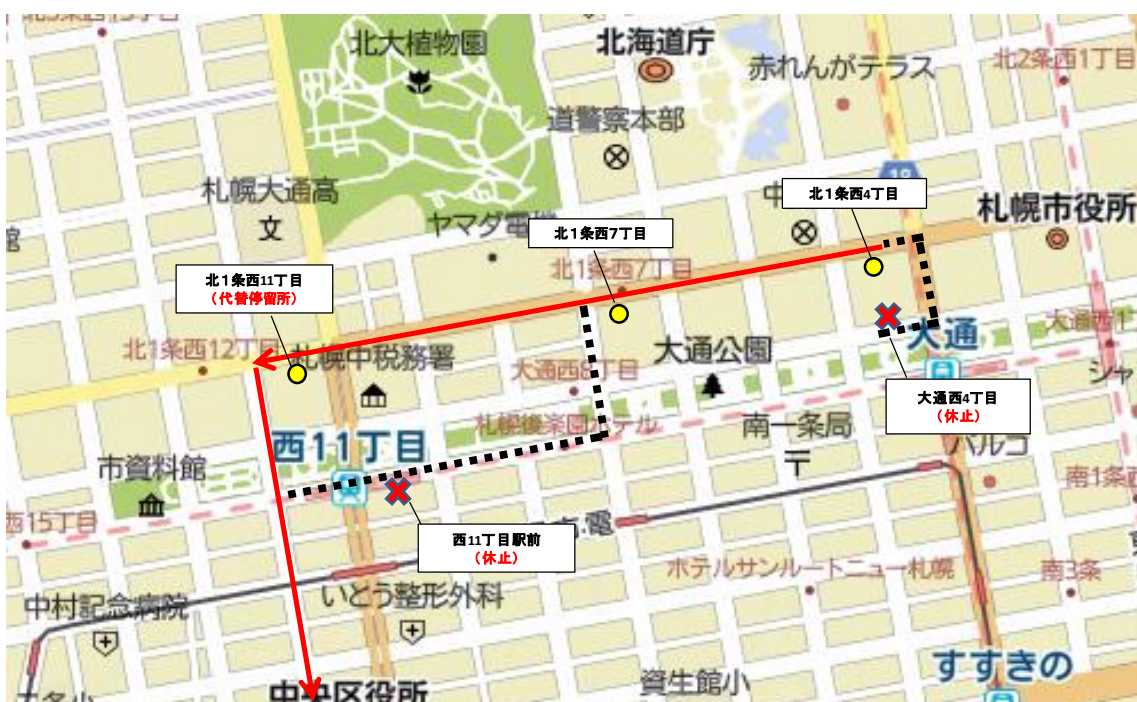 北大植物園
北海道庁
赤れんがテラス
北2条西1丁目
道警察本部
札幌大通高
北1条西4丁目
札幌市役所
館
ヤマダ電機
北1条西7丁目
中
北1条西7丁目
北1条西11丁目
(代替停留所)
北1条西12丁目
札幌中税務署
大通西8丁目
大通公園
大通
大通西1丁
シャ
大通西4丁目
(休止)
札幌後楽園ホテル
南一条局
パルコ
西11丁目
市資料館
南1条西
西15丁目
西11丁目駅前
(休止)
電
ホテルサンルートニュー札幌
南3条
中村記念病院
いとう整形外科
すすきの
中央区役所
資生館小